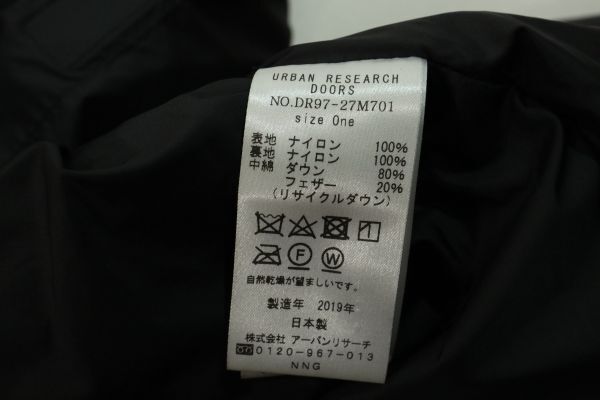 URBAN RESEARCH
DOORS
NO.DR97-27M701
size One
表地 ナイロン 100%
裏地 ナイロン 100%
中綿 ダウン 80%
フェザー 20%
(リサイクルダウン)
F W
自然乾燥が望ましいです。
製造年 2019年
日本製
株式会社 アーバンリサーチ
0120-967-013
NNG